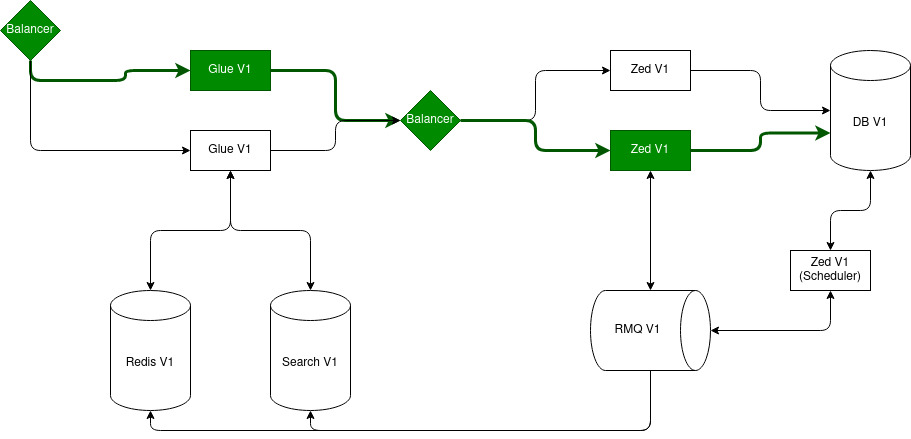 Balancer
Glue V1
Zed V1
DB V1
Balancer
Glue V1
Zed V1
Zed V1
(Scheduler)
RMQ V1
Redis V1
Search V1